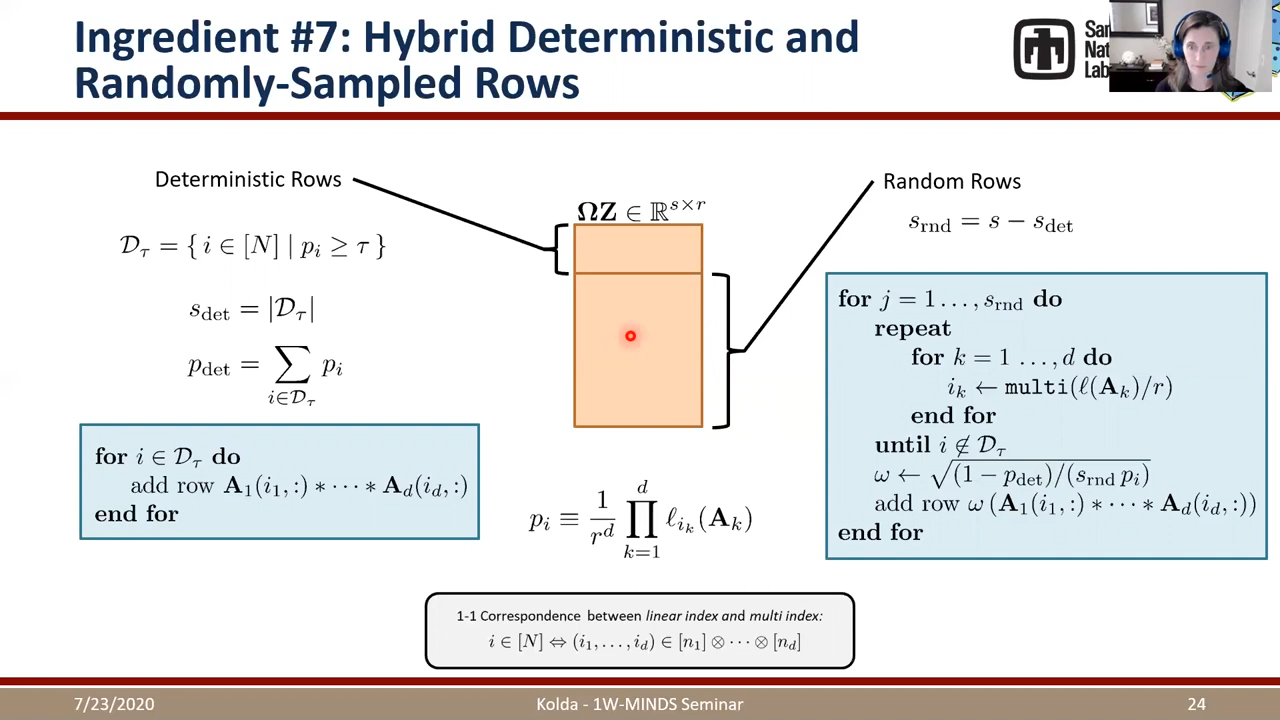 Ingredient #7: Hybrid Deterministic and
Randomly-Sampled Rows
San
Nat
Lab
Deterministic Rows
𝒟_τ = { i ∈ [N] | p_i ≥ τ }
s_det = |𝒟_τ|
p_det = ∑_{i∈𝒟_τ} p_i
for i ∈ 𝒟_τ do
add row A_1(i_1, :) ∗ ⋯ ∗ A_d(i_d, :)
end for
ΩZ ∈ ℝ^{s×r}
p_i ≡ 1/r^d ∏_{k=1}^{d} ℓ_{i_k}(A_k)
Random Rows
s_rnd = s − s_det
for j = 1 . . . , s_rnd do
repeat
for k = 1 . . . , d do
i_k ← multi(ℓ(A_k)/r)
end for
until i ∉ 𝒟_τ
ω ← √(1 − p_det)/(s_rnd p_i)
add row ω (A_1(i_1, :) ∗ ⋯ ∗ A_d(i_d, :))
end for
1-1 Correspondence between linear index and multi index:
i ∈ [N] ⇔ (i_1, . . . , i_d) ∈ [n_1] ⊗ ⋯ ⊗ [n_d]
7/23/2020
Kolda - 1W-MINDS Seminar
24